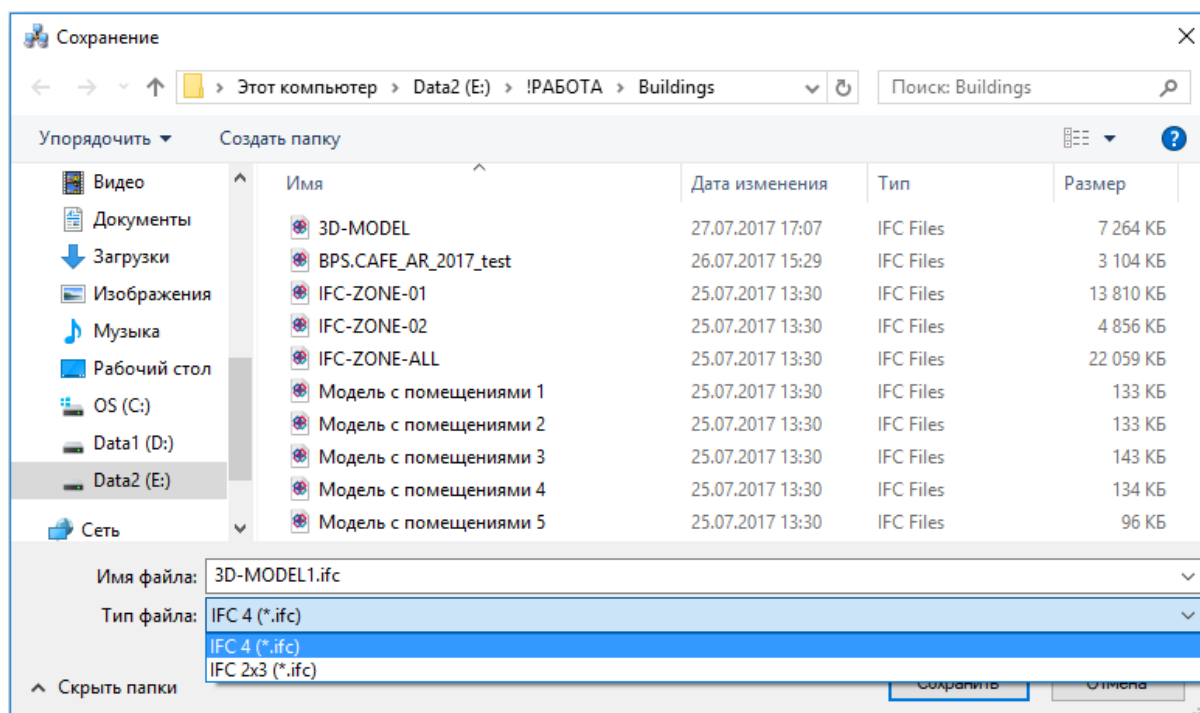 Сохранение
Этот компьютер > Data2 (E:) > !РАБОТА > Buildings
Поиск: Buildings
Упорядочить
Создать папку
?
Видео
Документы
Загрузки
Изображения
Музыка
Рабочий стол
OS (C:)
Data1 (D:)
Data2 (E:)
Сеть
Имя Дата изменения Тип Размер
3D-MODEL 27.07.2017 17:07 IFC Files 7 264 КБ
BPS.CAFE_AR_2017_test 26.07.2017 15:29 IFC Files 3 104 КБ
IFC-ZONE-01 25.07.2017 13:30 IFC Files 13 810 КБ
IFC-ZONE-02 25.07.2017 13:30 IFC Files 4 856 КБ
IFC-ZONE-ALL 25.07.2017 13:30 IFC Files 22 059 КБ
Модель с помещениями 1 25.07.2017 13:30 IFC Files 133 КБ
Модель с помещениями 2 25.07.2017 13:30 IFC Files 133 КБ
Модель с помещениями 3 25.07.2017 13:30 IFC Files 143 КБ
Модель с помещениями 4 25.07.2017 13:30 IFC Files 134 КБ
Модель с помещениями 5 25.07.2017 13:30 IFC Files 96 КБ
Имя файла: 3D-MODEL1.ifc
Тип файла: IFC 4 (*.ifc)
IFC 4 (*.ifc)
IFC 2x3 (*.ifc)
Скрыть папки
Сохранить
Отмена